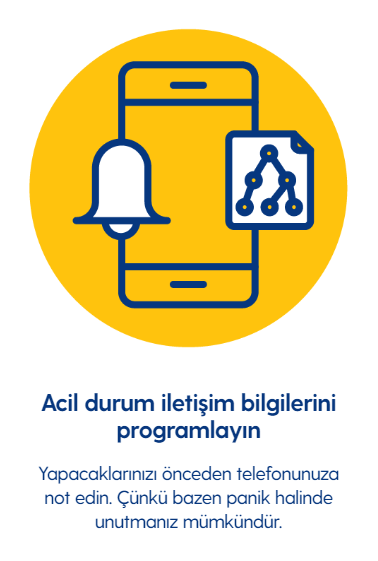 Acil durum iletişim bilgilerini
programlayın
Yapacaklarınızı önceden telefonunuza
not edin. Çünkü bazen panik halinde
unutmanız mümkündür.